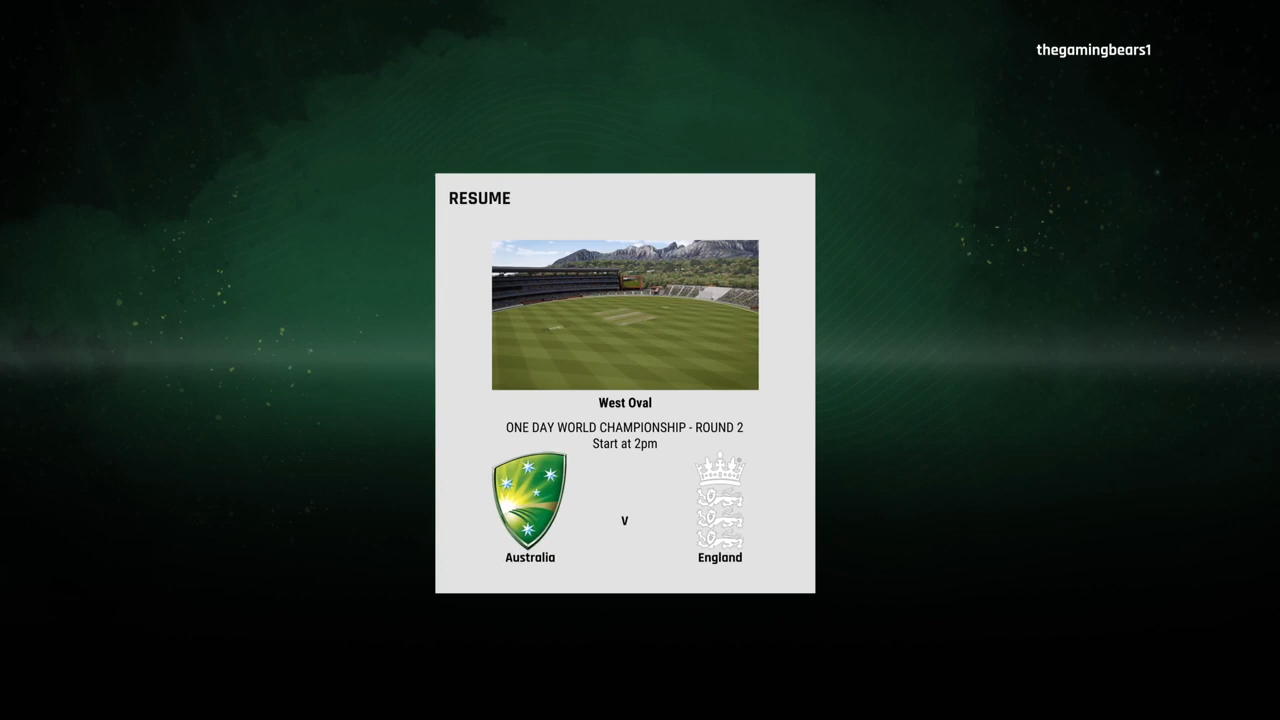 thegamingbears1
RESUME
West Oval
ONE DAY WORLD CHAMPIONSHIP - ROUND 2
Start at 2pm
V
Australia
England